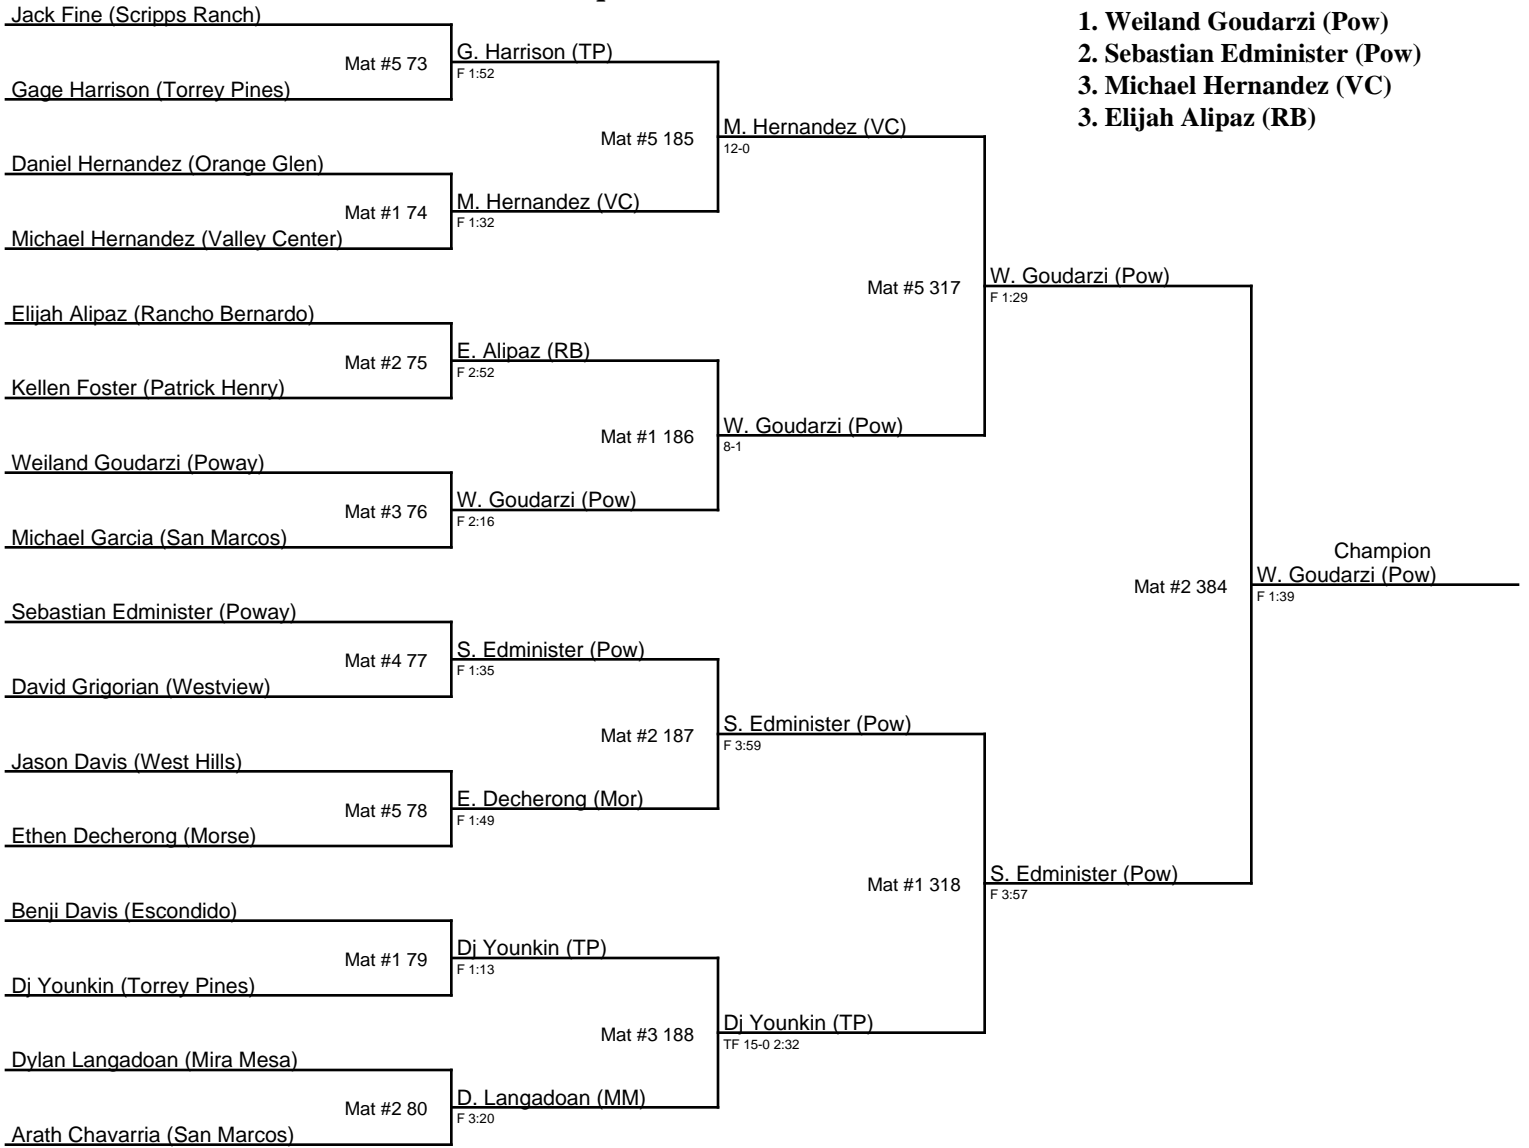 Jack Fine (Scripps Ranch)
Mat #5 73
Gage Harrison (Torrey Pines)
Daniel Hernandez (Orange Glen)
Mat #1 74
Michael Hernandez (Valley Center)
Elijah Alipaz (Rancho Bernardo)
Mat #2 75
Kellen Foster (Patrick Henry)
Weiland Goudarzi (Poway)
Mat #3 76
Michael Garcia (San Marcos)
Sebastian Edminister (Poway)
Mat #4 77
David Grigorian (Westview)
Jason Davis (West Hills)
Mat #5 78
Ethen Decherong (Morse)
Benji Davis (Escondido)
Mat #1 79
Dj Younkin (Torrey Pines)
Dylan Langadoan (Mira Mesa)
Mat #2 80
Arath Chavarria (San Marcos)
G. Harrison (TP)
F 1:52
Mat #5 185
M. Hernandez (VC)
F 1:32
E. Alipaz (RB)
F 2:52
Mat #1 186
W. Goudarzi (Pow)
F 2:16
S. Edminister (Pow)
F 1:35
Mat #2 187
E. Decherong (Mor)
F 1:49
Dj Younkin (TP)
F 1:13
Mat #3 188
D. Langadoan (MM)
F 3:20
M. Hernandez (VC)
12-0
Mat #5 317
W. Goudarzi (Pow)
8-1
S. Edminister (Pow)
F 3:59
Mat #1 318
Dj Younkin (TP)
TF 15-0 2:32
W. Goudarzi (Pow)
F 1:29
Mat #2 384
S. Edminister (Pow)
F 3:57
Champion
W. Goudarzi (Pow)
F 1:39
1. Weiland Goudarzi (Pow)
2. Sebastian Edminister (Pow)
3. Michael Hernandez (VC)
3. Elijah Alipaz (RB)